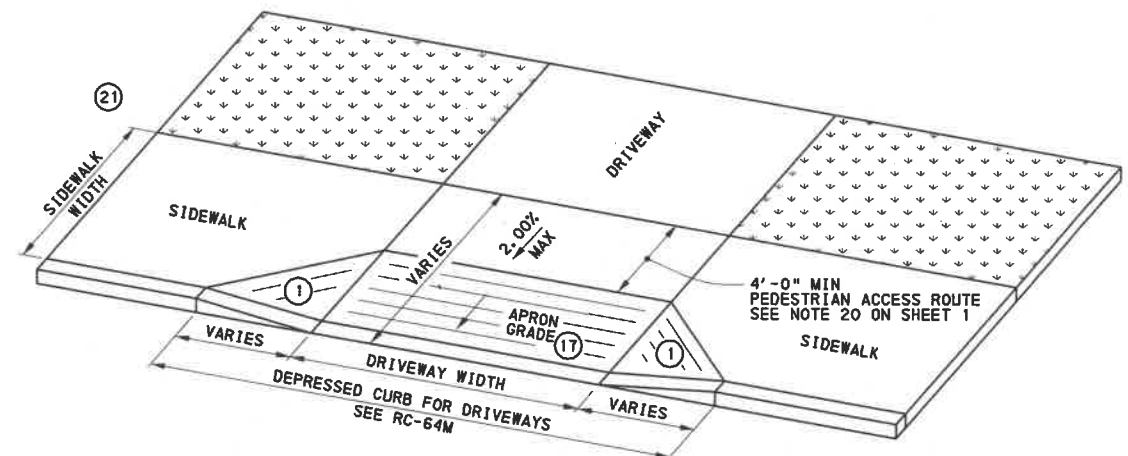 21
SIDEWALK
WIDTH
SIDEWALK
DRIVEWAY
2.00%
MAX
VARIES
1
APRON
GRADE
17
1
4'-0" MIN
PEDESTRIAN ACCESS ROUTE
SEE NOTE 20 ON SHEET 1
SIDEWALK
VARIES
DRIVEWAY WIDTH
VARIES
DEPRESSED CURB FOR DRIVEWAYS
SEE RC-64M